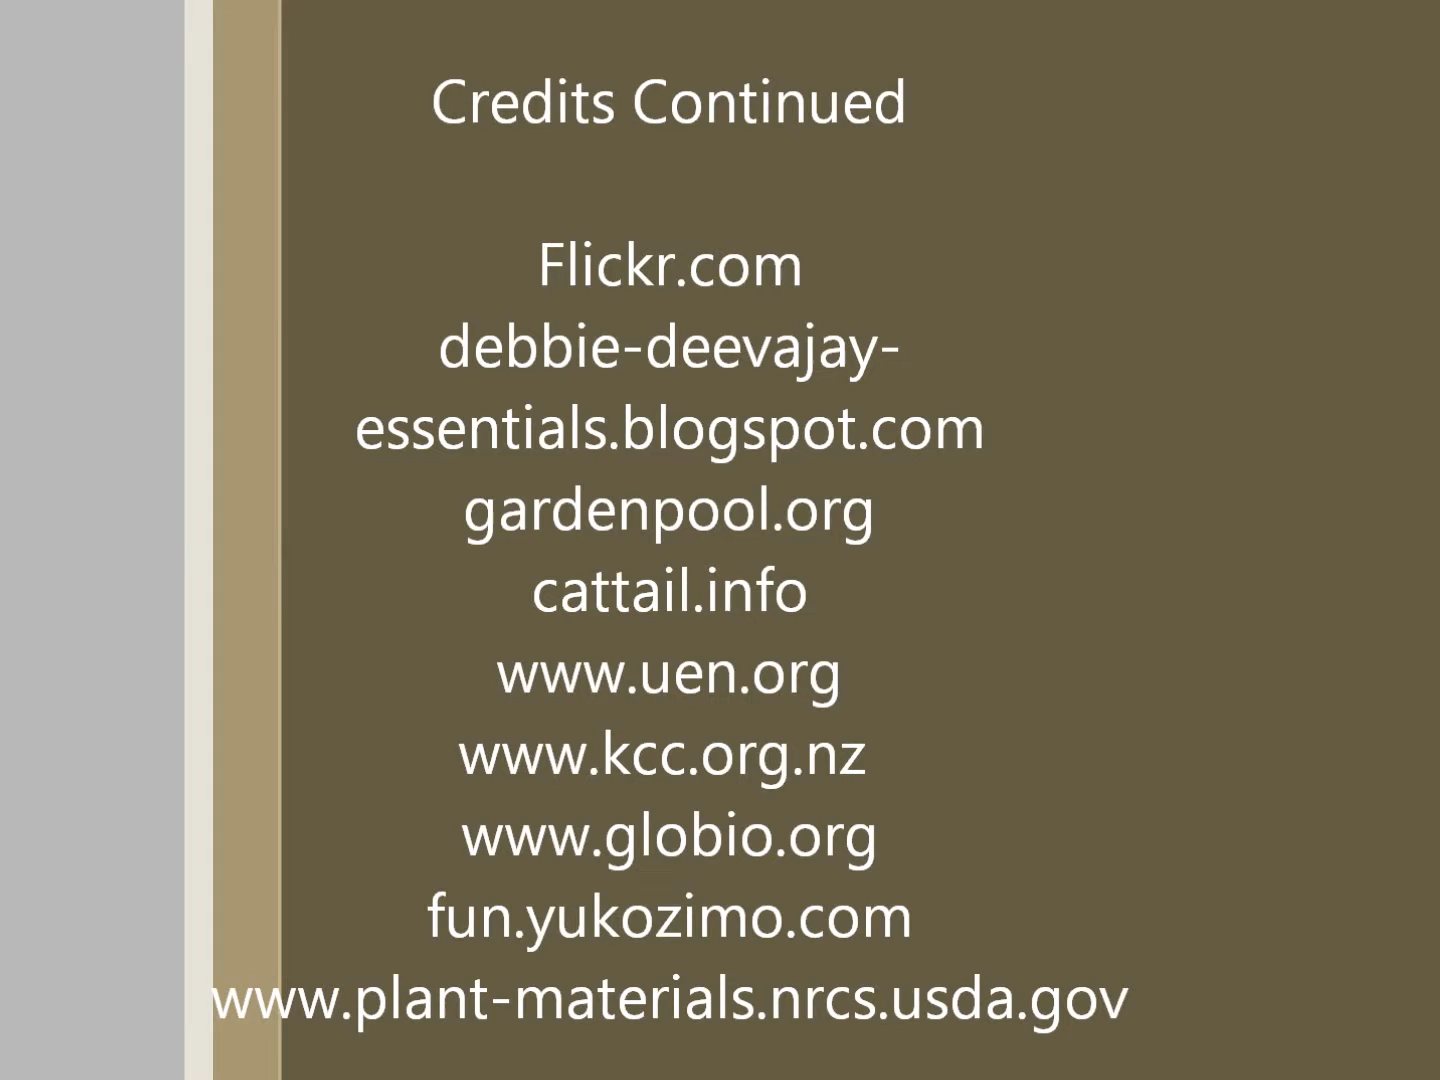 Credits Continued
Flickr.com
debbie-deevajay-
essentials.blogspot.com
gardenpool.org
cattail.info
www.uen.org
www.kcc.org.nz
www.globio.org
fun.yukozimo.com
www.plant-materials.nrcs.usda.gov